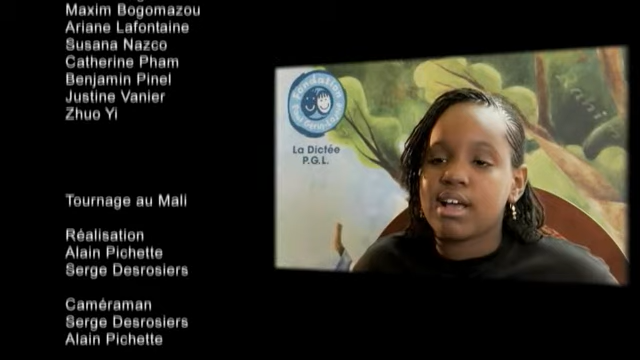 Maxim Bogomazou
Ariane Lafontaine
Susana Nazco
Catherine Pham
Benjamin Pinel
Justine Vanier
Zhuo Yi
Tournage au Mali
Réalisation
Alain Pichette
Serge Desrosiers
Caméraman
Serge Desrosiers
Alain Pichette
Fondation
La Dictée
P.G.L.